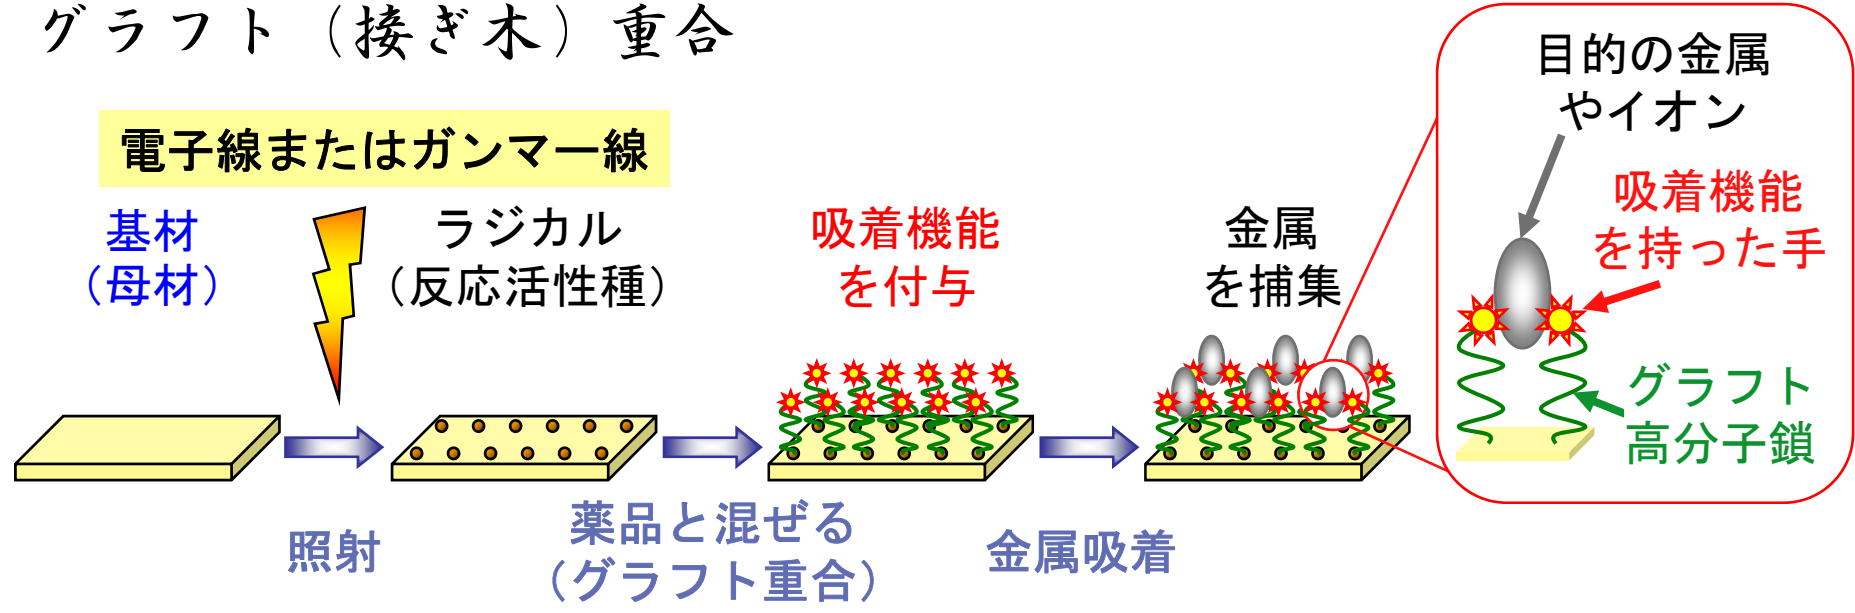 グラフト（接ぎ木）重合
電子線またはガンマー線
基材
（母材）
ラジカル
（反応活性種）
吸着機能
を付与
金属
を捕集
目的の金属
やイオン
吸着機能
を持った手
グラフト
高分子鎖
照射
薬品と混ぜる
（グラフト重合）
金属吸着